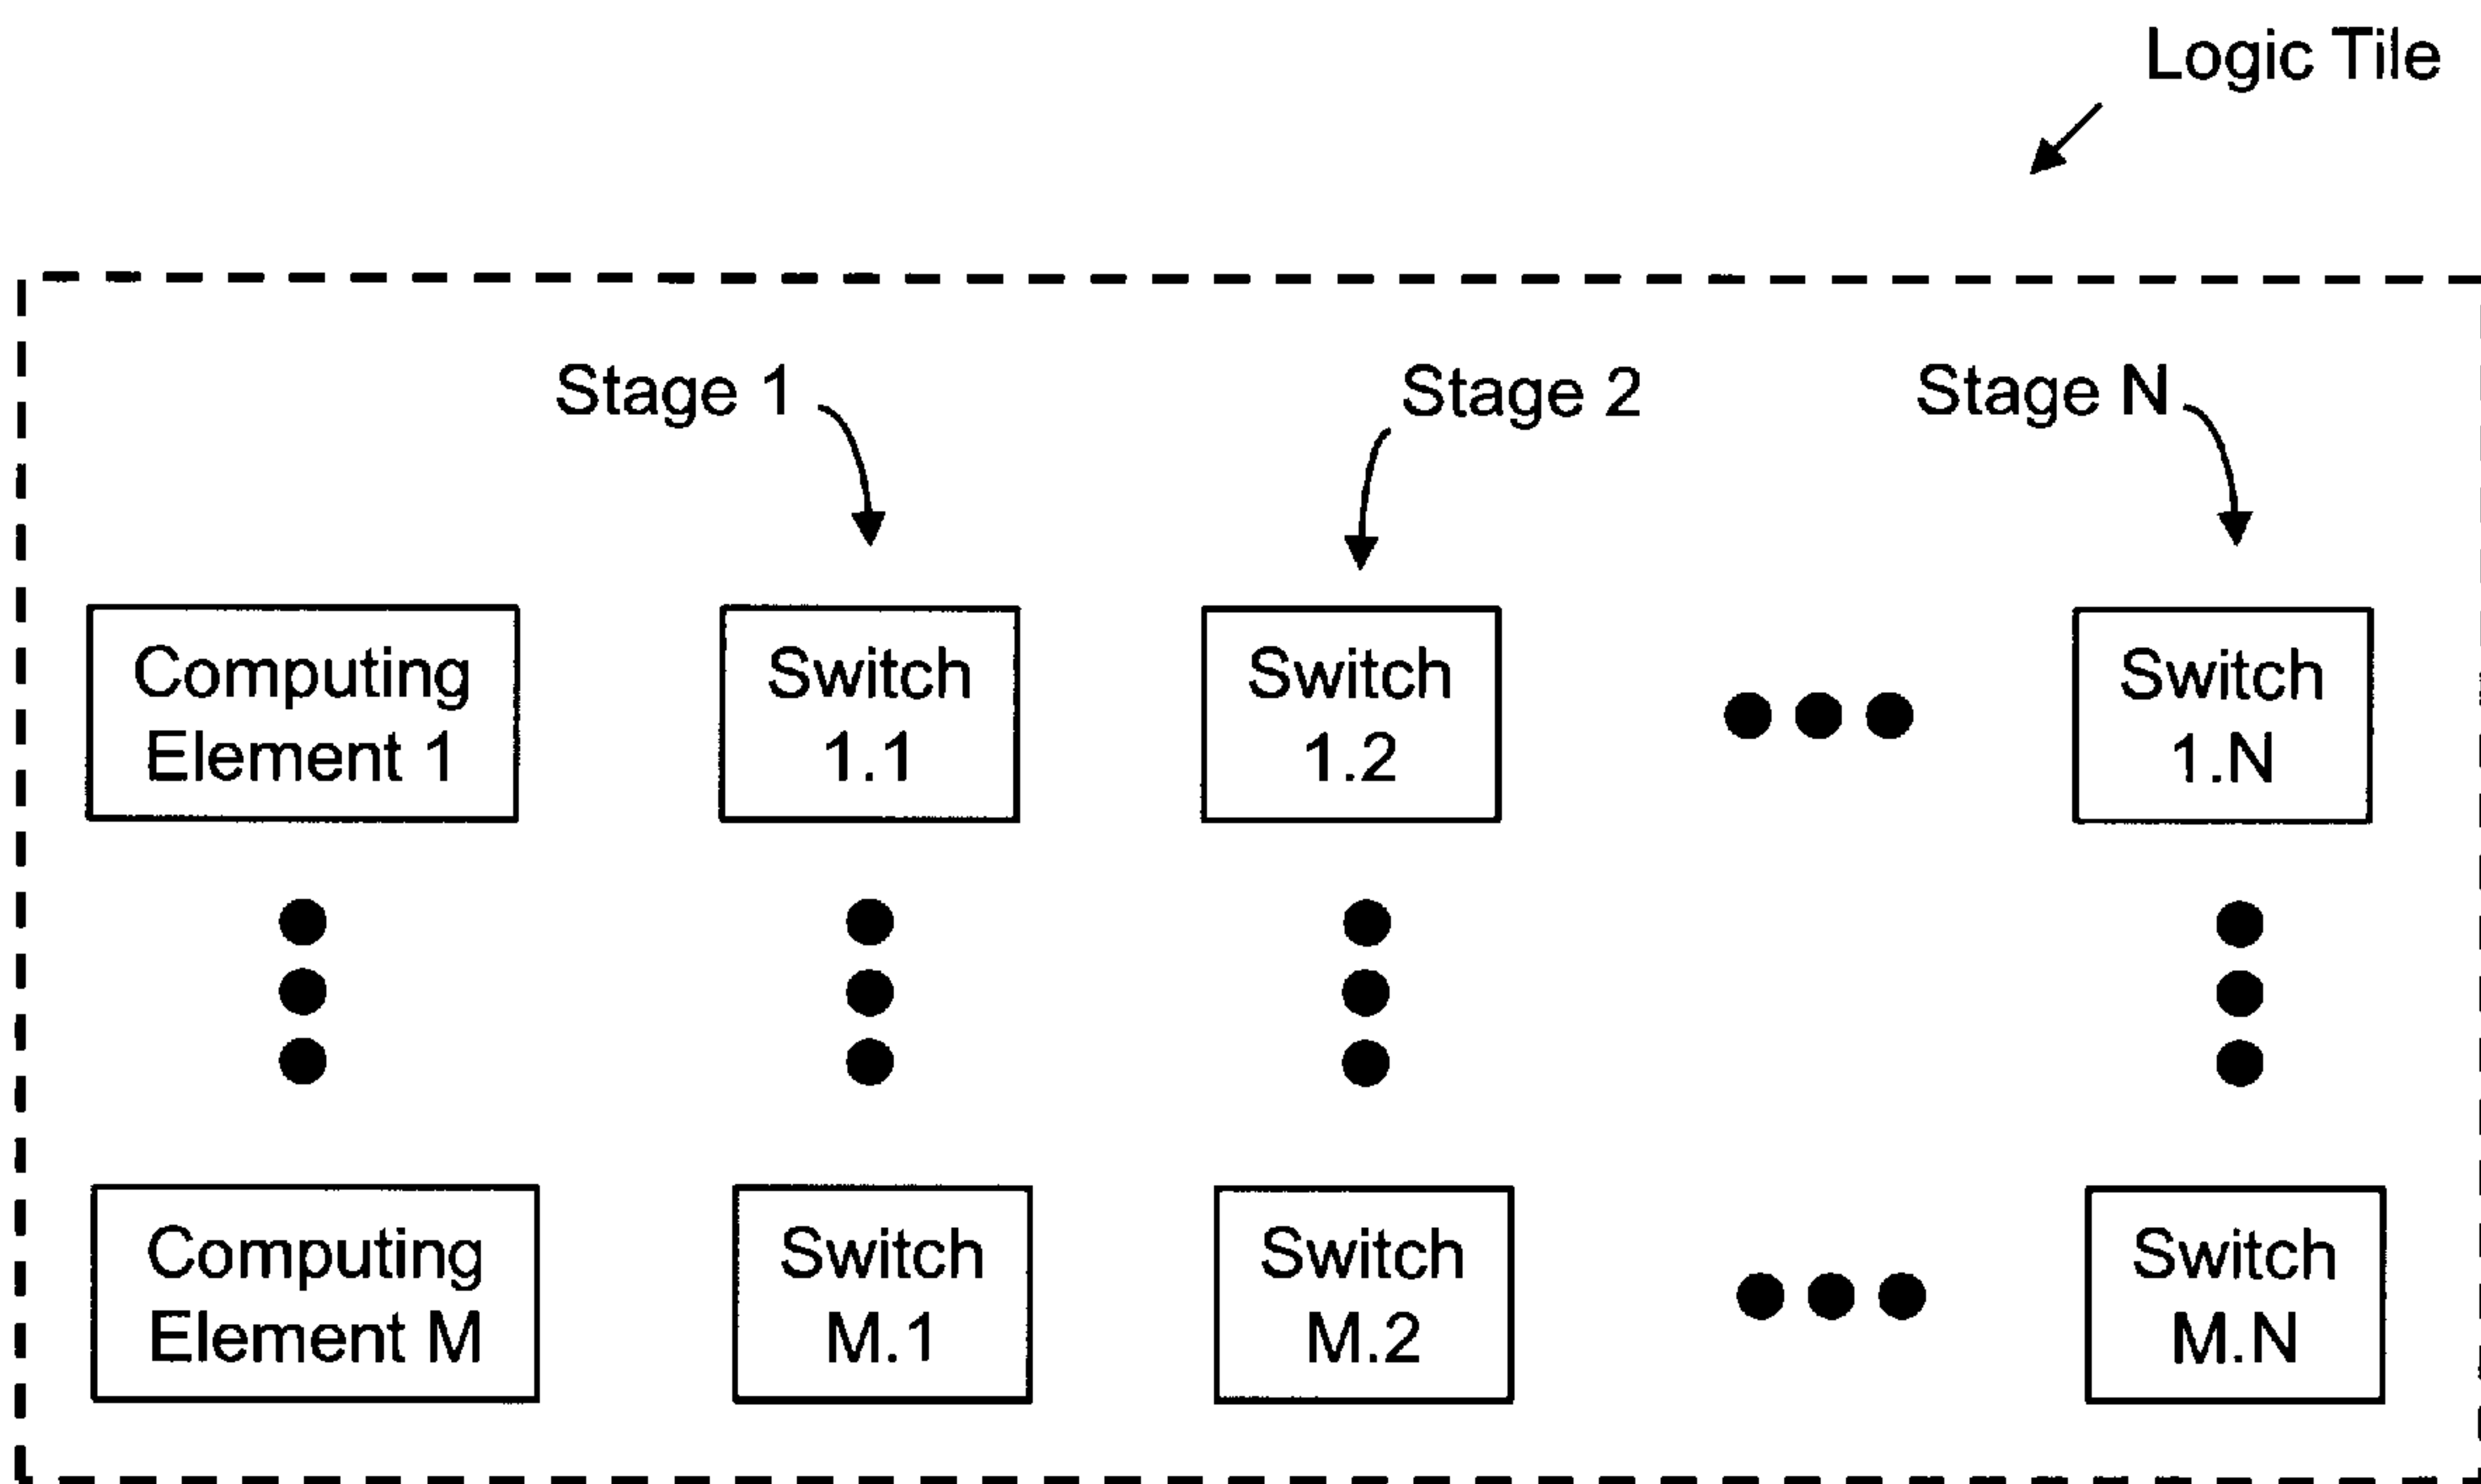 Logic Tile
Stage 1
Stage 2
Stage N
Computing
Element 1
Switch
1.1
Switch
1.2
Switch
1.N
Computing
Element M
Switch
M.1
Switch
M.2
Switch
M.N